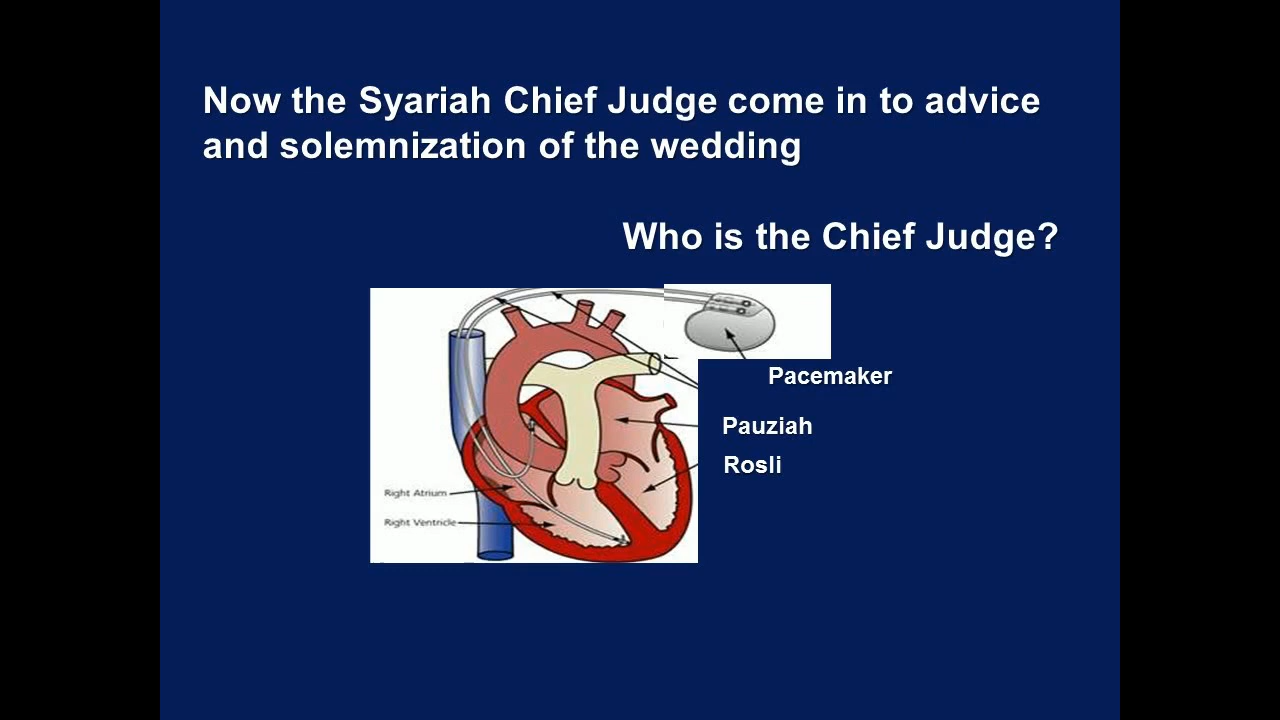 Now the Syariah Chief Judge come in to advice
and solemnization of the wedding
Who is the Chief Judge?
Pacemaker
Pauziah
Rosli
Right Atrium
Right Ventricle